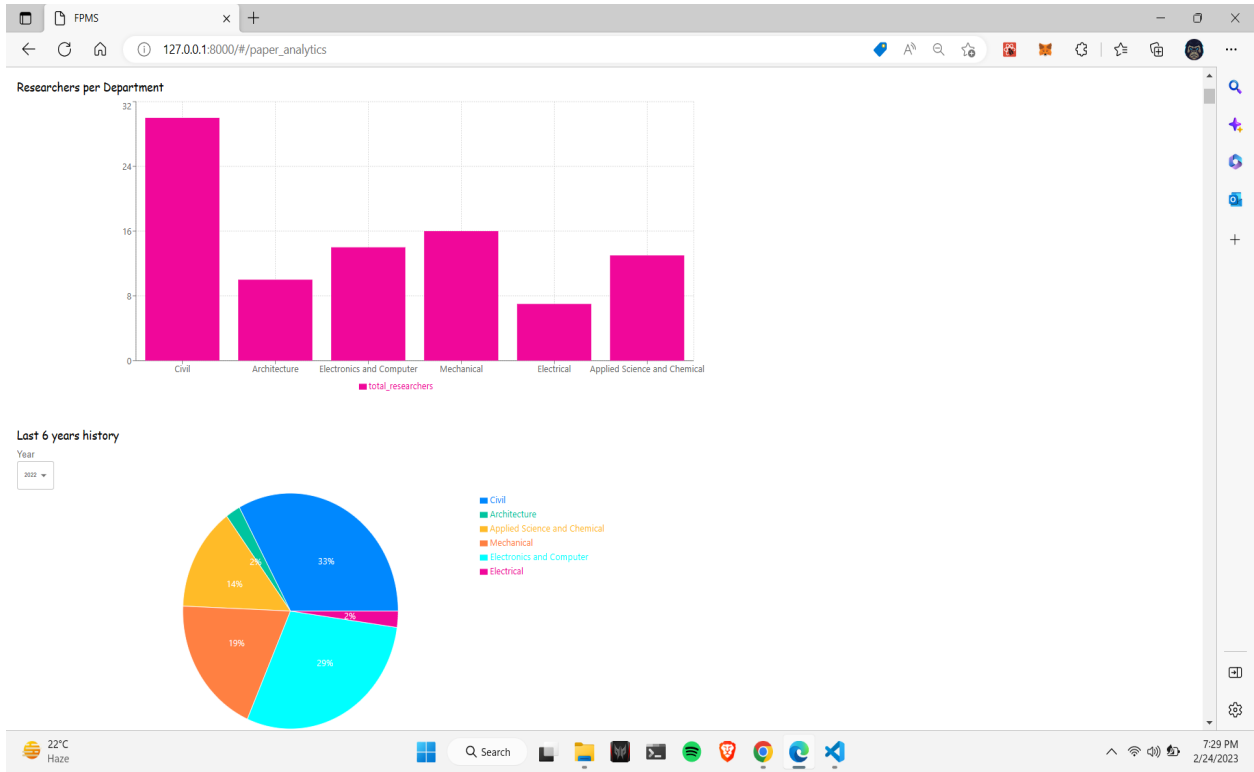 FPMS
127.0.0.1:8000/#/paper_analytics
Researchers per Department
32
24
16
8
0
Civil Architecture Electronics and Computer Mechanical Electrical Applied Science and Chemical
total_researchers
Last 6 years history
Year
2022
Civil
Architecture
Applied Science and Chemical
Mechanical
Electronics and Computer
Electrical
33%
2%
14%
2%
19%
29%
22°C
Haze
Search
7:29 PM
2/24/2023